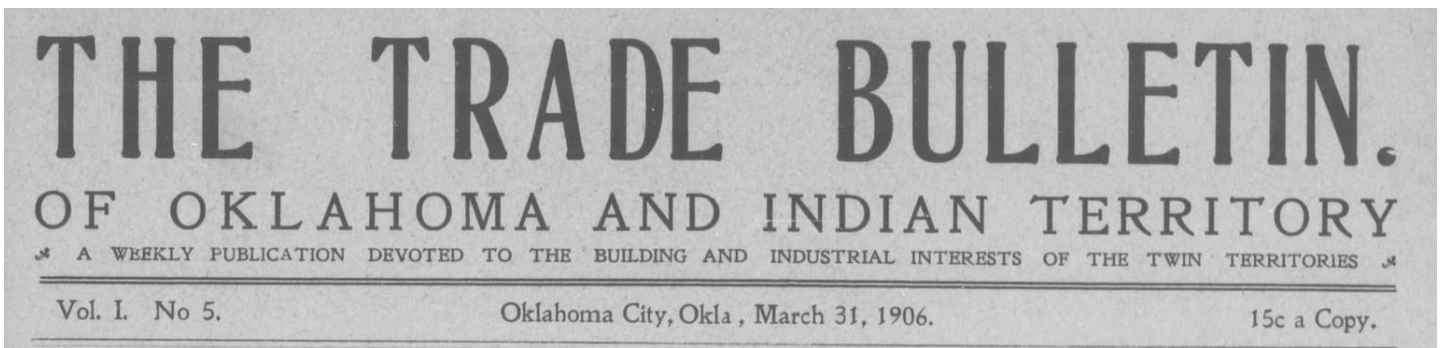 THE TRADE BULLETIN.
OF OKLAHOMA AND INDIAN TERRITORY
A WEEKLY PUBLICATION DEVOTED TO THE BUILDING AND INDUSTRIAL INTERESTS OF THE TWIN TERRITORIES
Vol. I. No 5. Oklahoma City, Okla, March 31, 1906. 15c a Copy.